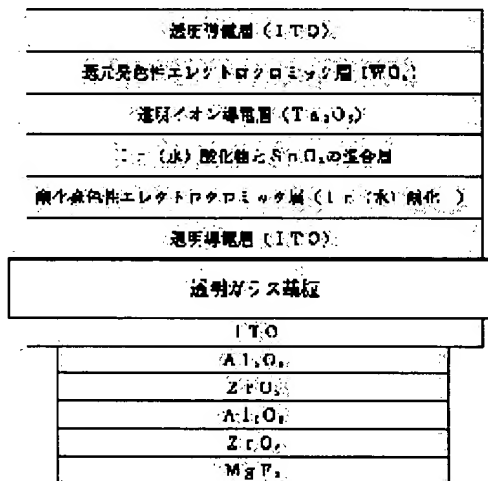 透明導電層（ITO）
還元発色性エレクトロクロミック層（WO₃）
透明イオン導電層（Ta₂O₅）
Ir（水）酸化物とSnO₂の混合層
酸化発色性エレクトロクロミック層（Ir（水）酸化 ）
透明導電層（ITO）
透明ガラス基板
ITO
Al₂O₃
ZrO₂
Al₂O₃
ZrO₂
MgF₂